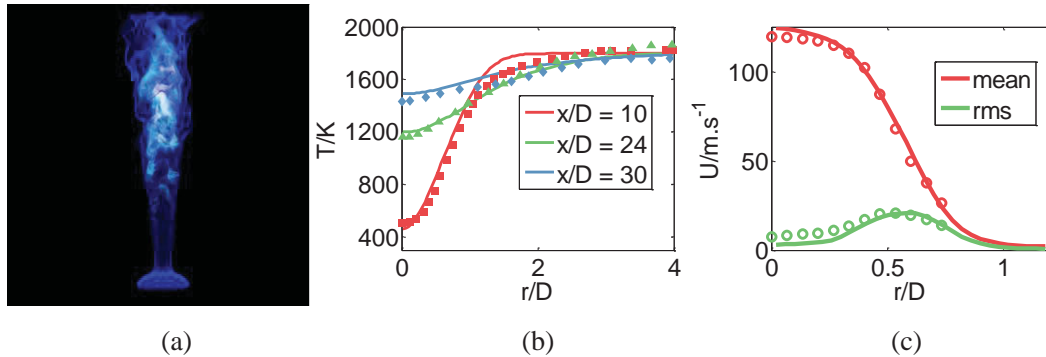 2000
1600
1200
800
400
T/K
0
2
4
r/D
x/D = 10
x/D = 24
x/D = 30
100
50
0
U/m.s⁻¹
0
0.5
1
r/D
mean
rms
(a)
(b)
(c)